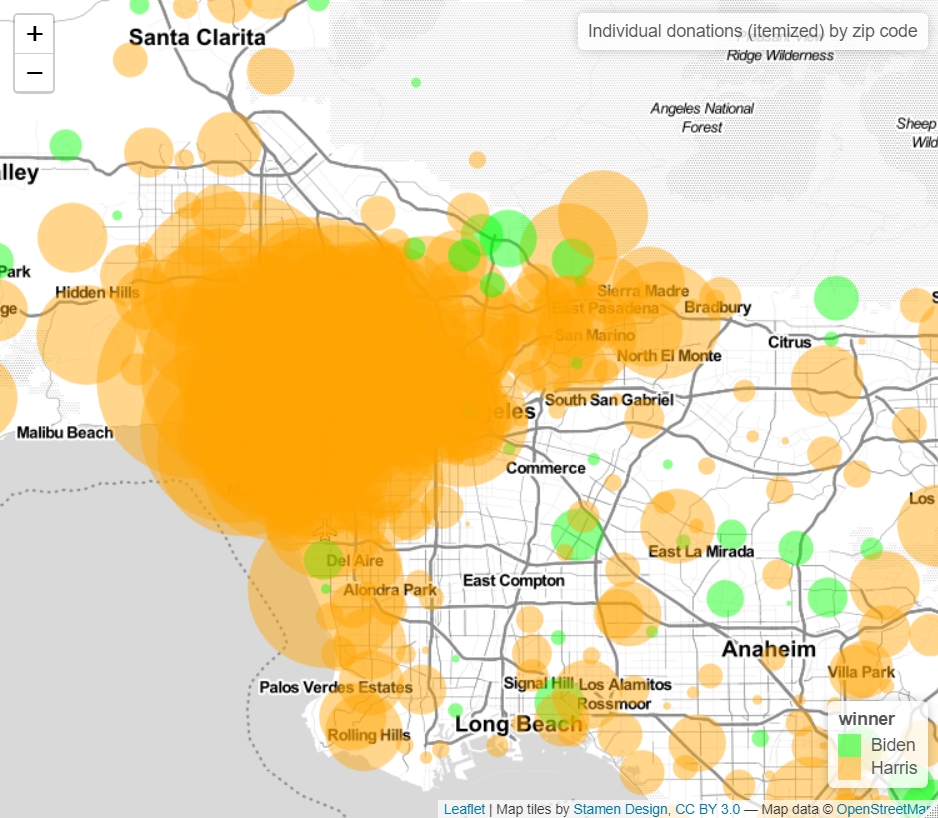 +
−
Individual donations (itemized) by zip code
Santa Clarita
Ridge Wilderness
Angeles National
Forest
Sheep
Wild
alley
Park
Hidden Hills
ge
Sierra Madre
East Pasadena
Bradbury
S
San Marino
Citrus
North El Monte
South San Gabriel
eles
Malibu Beach
Commerce
Los
East La Mirada
Del Aire
East Compton
Alondra Park
Anaheim
Villa Park
Palos Verdes Estates
Signal Hill
Los Alamitos
Rossmoor
Long Beach
Rolling Hills
winner
Biden
Harris
Leaflet | Map tiles by Stamen Design, CC BY 3.0 — Map data © OpenStreetMap